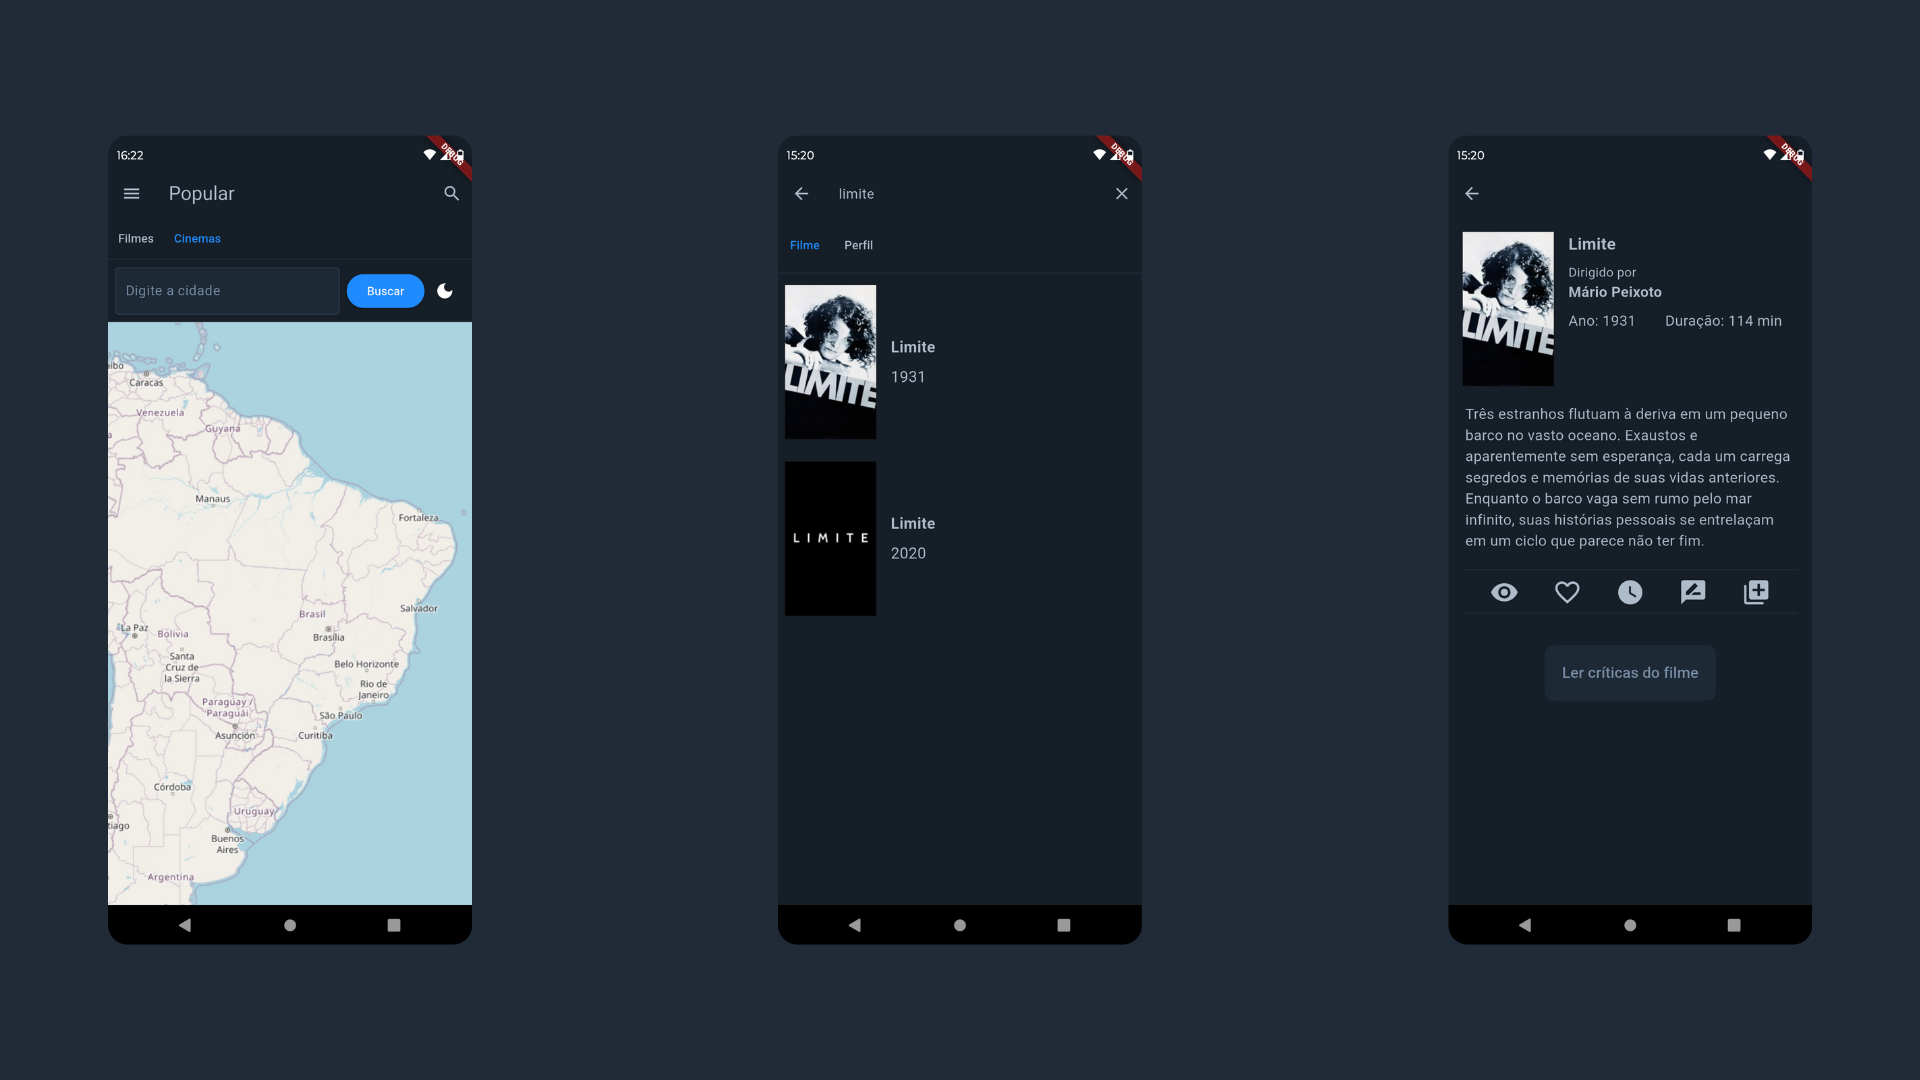 16:22
DEBUG
Popular
Filmes Cinemas
Digite a cidade
Buscar
Caracas
Venezuela
Guyana
Manaus
Fortaleza
Salvador
Brasil
La Paz
Bolivia
Brasília
Santa
Cruz de
la Sierra
Belo Horizonte
Rio de
Janeiro
Paraguay /
Paraguái
São Paulo
Asunción
Curitiba
Córdoba
Uruguay
Buenos
Aires
Argentina
15:20
DEBUG
limite
Filme Perfil
LIMITE
Limite
1931
LIMITE
Limite
2020
15:20
DEBUG
LIMITE
Limite
Dirigido por
Mário Peixoto
Ano: 1931 Duração: 114 min
Três estranhos flutuam à deriva em um pequeno
barco no vasto oceano. Exaustos e
aparentemente sem esperança, cada um carrega
segredos e memórias de suas vidas anteriores.
Enquanto o barco vaga sem rumo pelo mar
infinito, suas histórias pessoais se entrelaçam
em um ciclo que parece não ter fim.
Ler críticas do filme